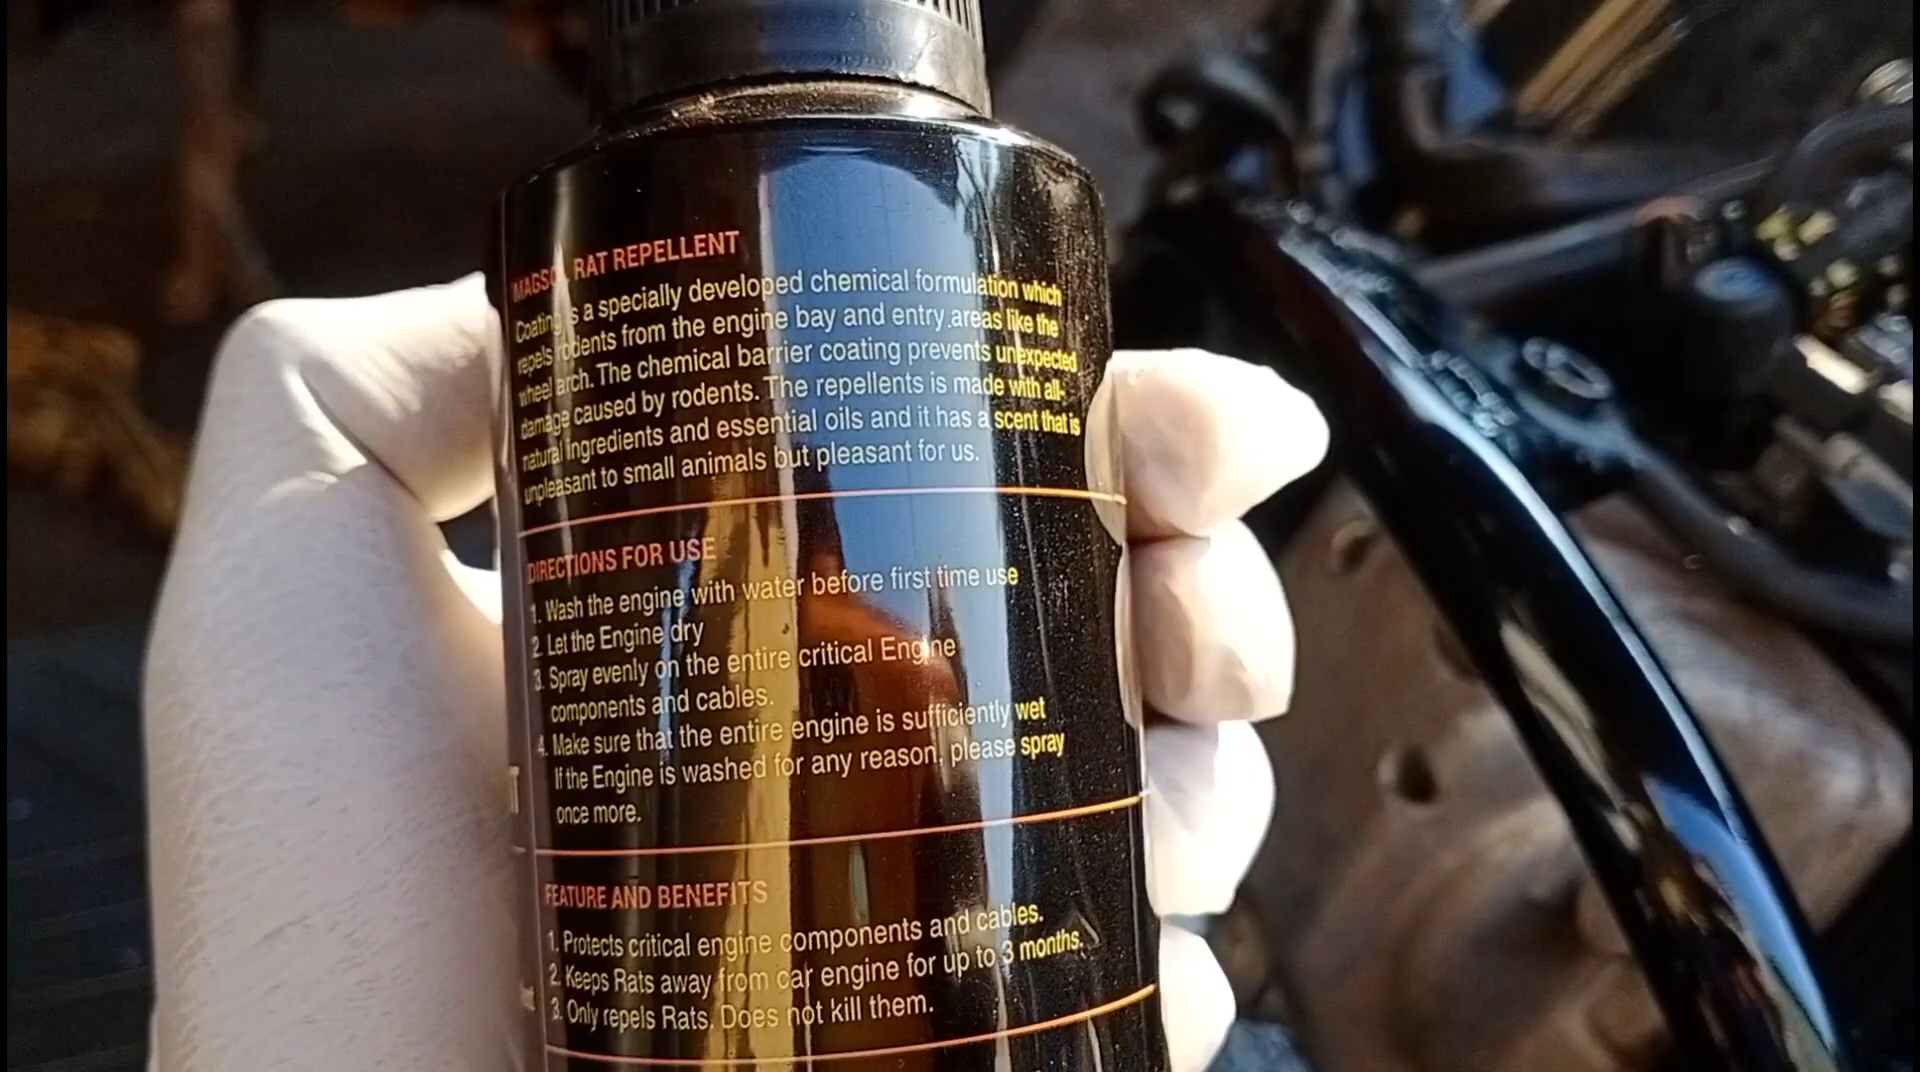 MAGSOL RAT REPELLENT
Coating is a specially developed chemical formulation which
repels rodents from the engine bay and entry areas like the
wheel arch. The chemical barrier coating prevents unexpected
damage caused by rodents. The repellents is made with all-
natural ingredients and essential oils and it has a scent that is
unpleasant to small animals but pleasant for us.
DIRECTIONS FOR USE
1. Wash the engine with water before first time use
2. Let the Engine dry
3. Spray evenly on the entire critical Engine
components and cables.
4. Make sure that the entire engine is sufficiently wet
If the Engine is washed for any reason, please spray
once more.
FEATURE AND BENEFITS
1. Protects critical engine components and cables.
2. Keeps Rats away from car engine for up to 3 months.
3. Only repels Rats. Does not kill them.